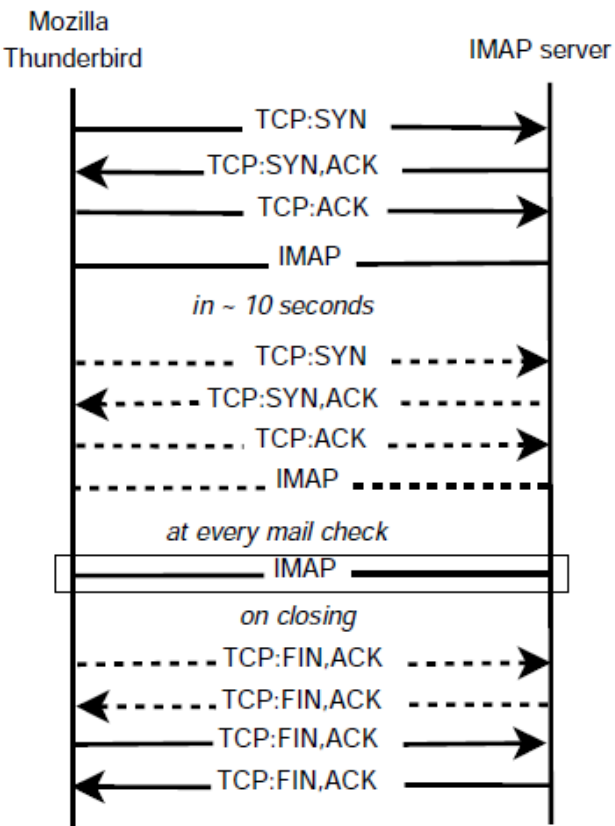 Mozilla
Thunderbird
IMAP server
TCP:SYN
TCP:SYN,ACK
TCP:ACK
IMAP
in ~ 10 seconds
TCP:SYN
TCP:SYN,ACK
TCP:ACK
IMAP
at every mail check
IMAP
on closing
TCP:FIN,ACK
TCP:FIN,ACK
TCP:FIN,ACK
TCP:FIN,ACK